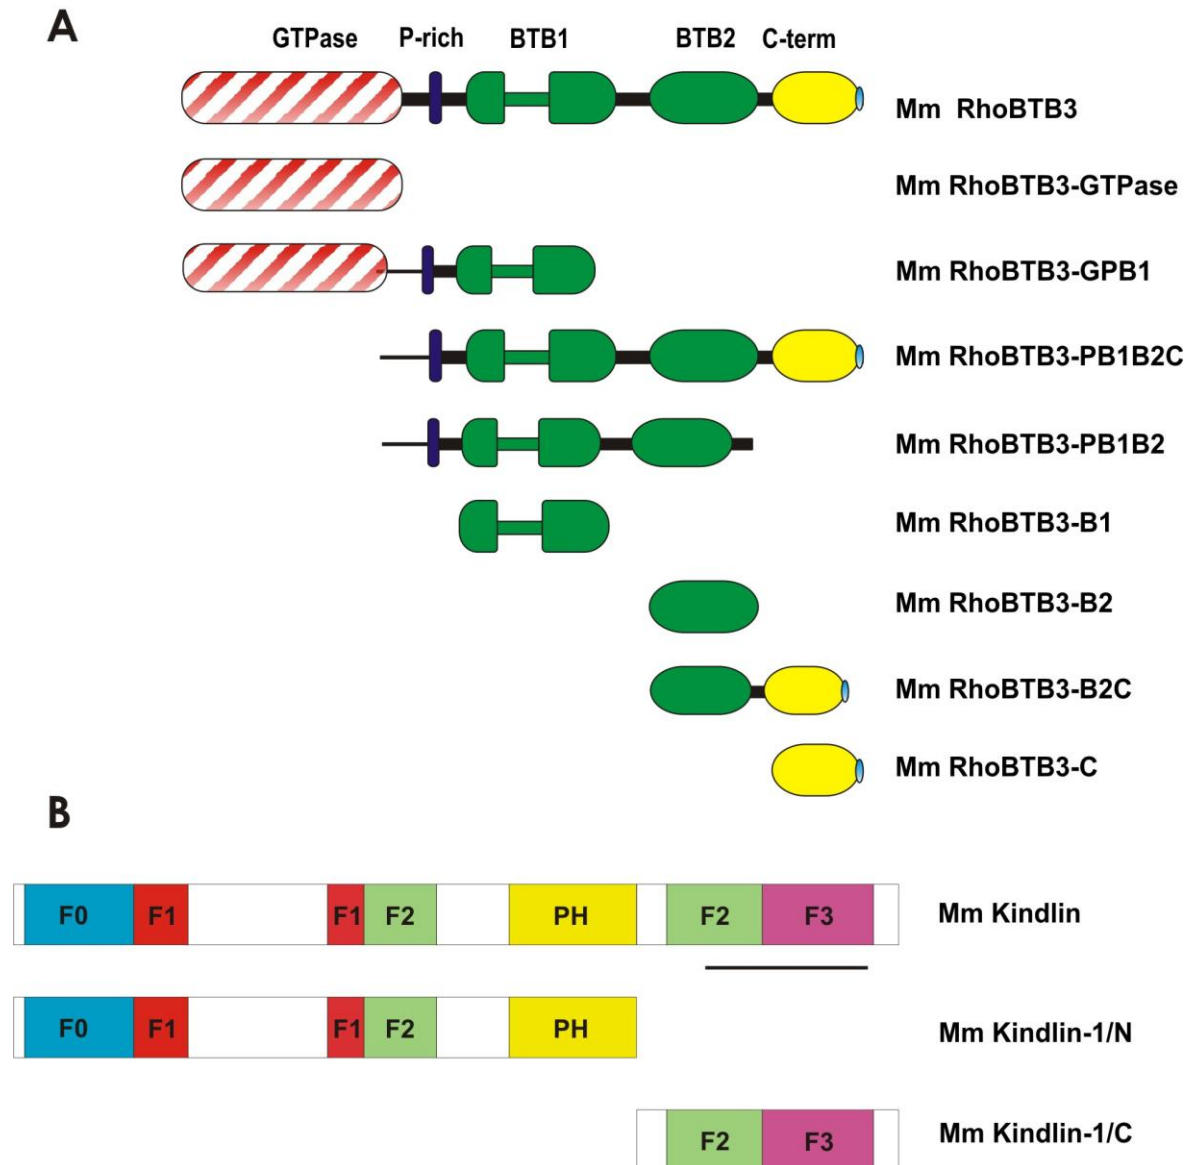 A
GTPase P-rich BTB1 BTB2 C-term
Mm RhoBTB3
Mm RhoBTB3-GTPase
Mm RhoBTB3-GPB1
Mm RhoBTB3-PB1B2C
Mm RhoBTB3-PB1B2
Mm RhoBTB3-B1
Mm RhoBTB3-B2
Mm RhoBTB3-B2C
Mm RhoBTB3-C
B
F0 F1 F1 F2 PH F2 F3 Mm Kindlin
F0 F1 F1 F2 PH Mm Kindlin-1/N
F2 F3 Mm Kindlin-1/C